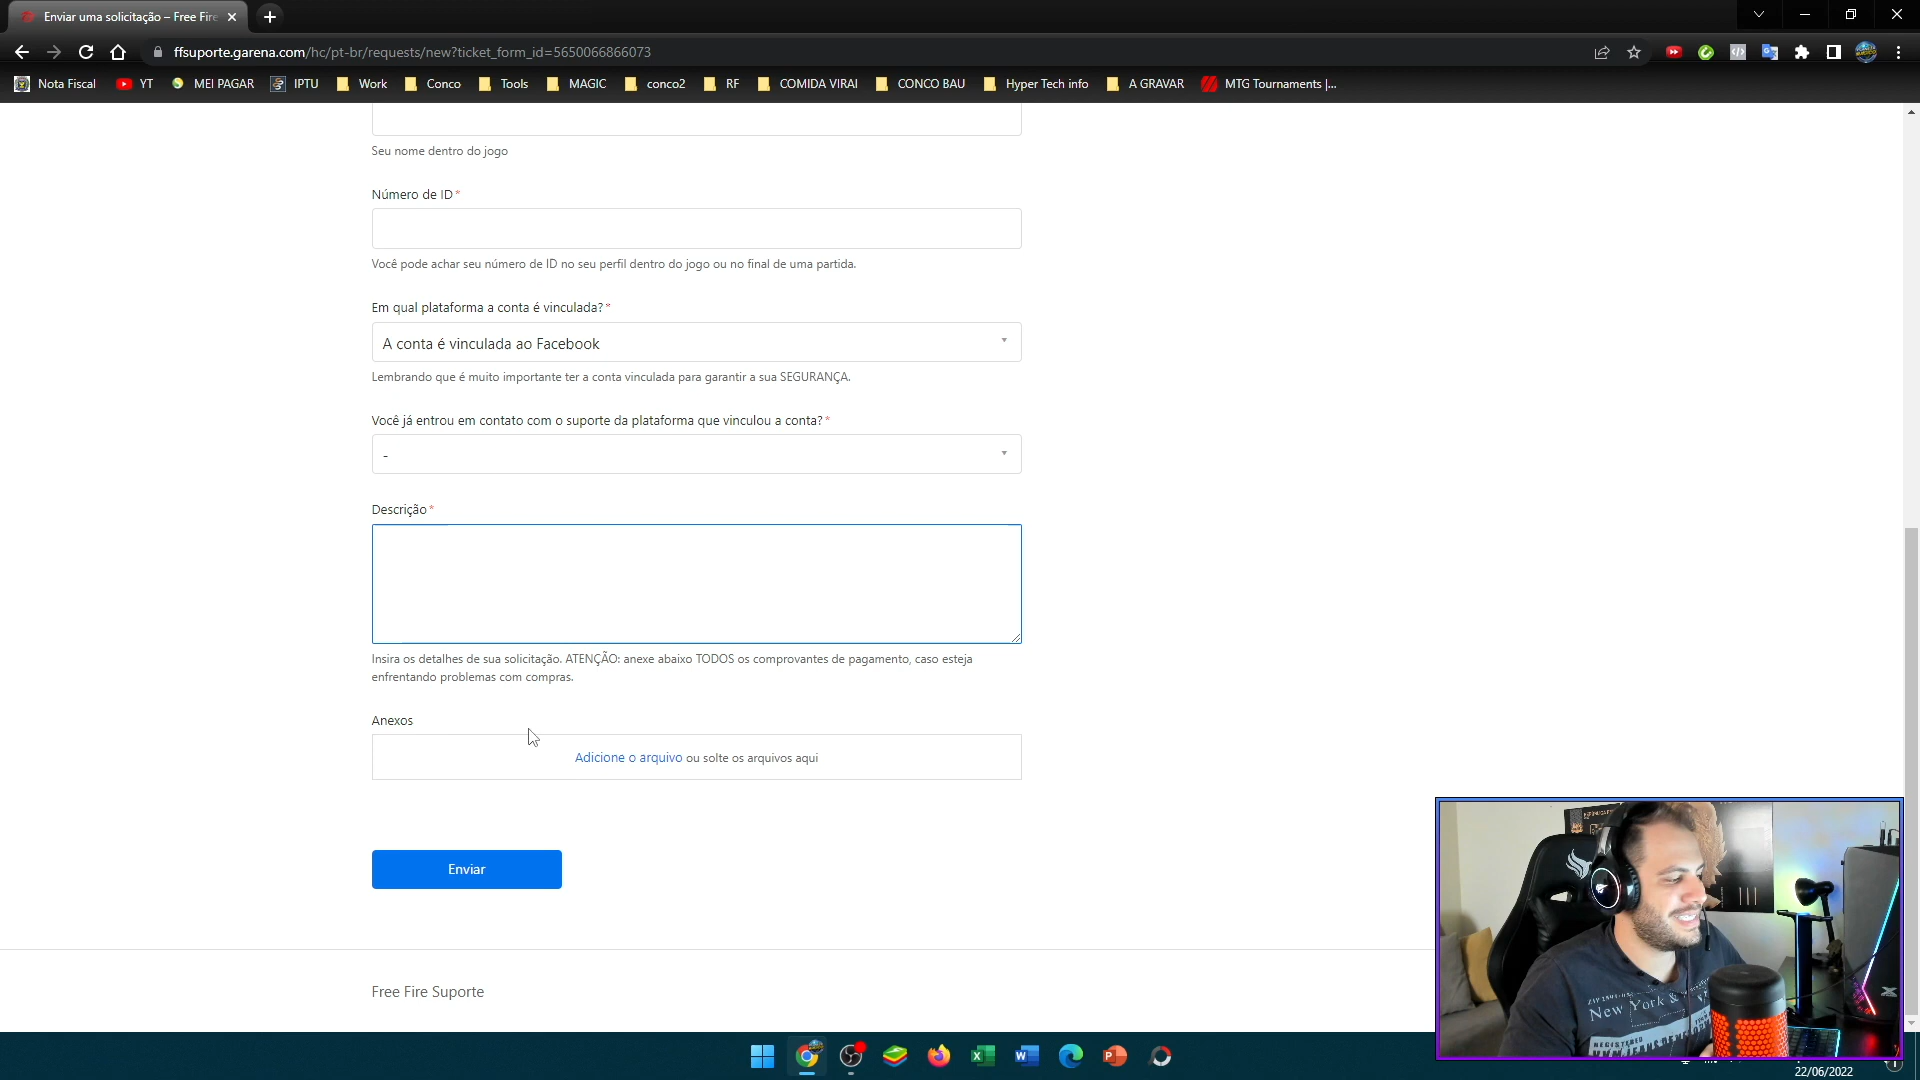 Enviar uma solicitação – Free Fire
ffsuporte.garena.com/hc/pt-br/requests/new?ticket_form_id=5650066866073
Nota Fiscal
YT
MEI PAGAR
IPTU
Work
Conco
Tools
MAGIC
conco2
RF
COMIDA VIRAI
CONCO BAU
Hyper Tech info
A GRAVAR
MTG Tournaments |...
Seu nome dentro do jogo
Número de ID*
Você pode achar seu número de ID no seu perfil dentro do jogo ou no final de uma partida.
Em qual plataforma a conta é vinculada?*
A conta é vinculada ao Facebook
Lembrando que é muito importante ter a conta vinculada para garantir a sua SEGURANÇA.
Você já entrou em contato com o suporte da plataforma que vinculou a conta?*
-
Descrição*
Insira os detalhes de sua solicitação. ATENÇÃO: anexe abaixo TODOS os comprovantes de pagamento, caso esteja
enfrentando problemas com compras.
Anexos
Adicione o arquivo ou solte os arquivos aqui
Enviar
Free Fire Suporte
New York &
REGISTERED
22/06/2022